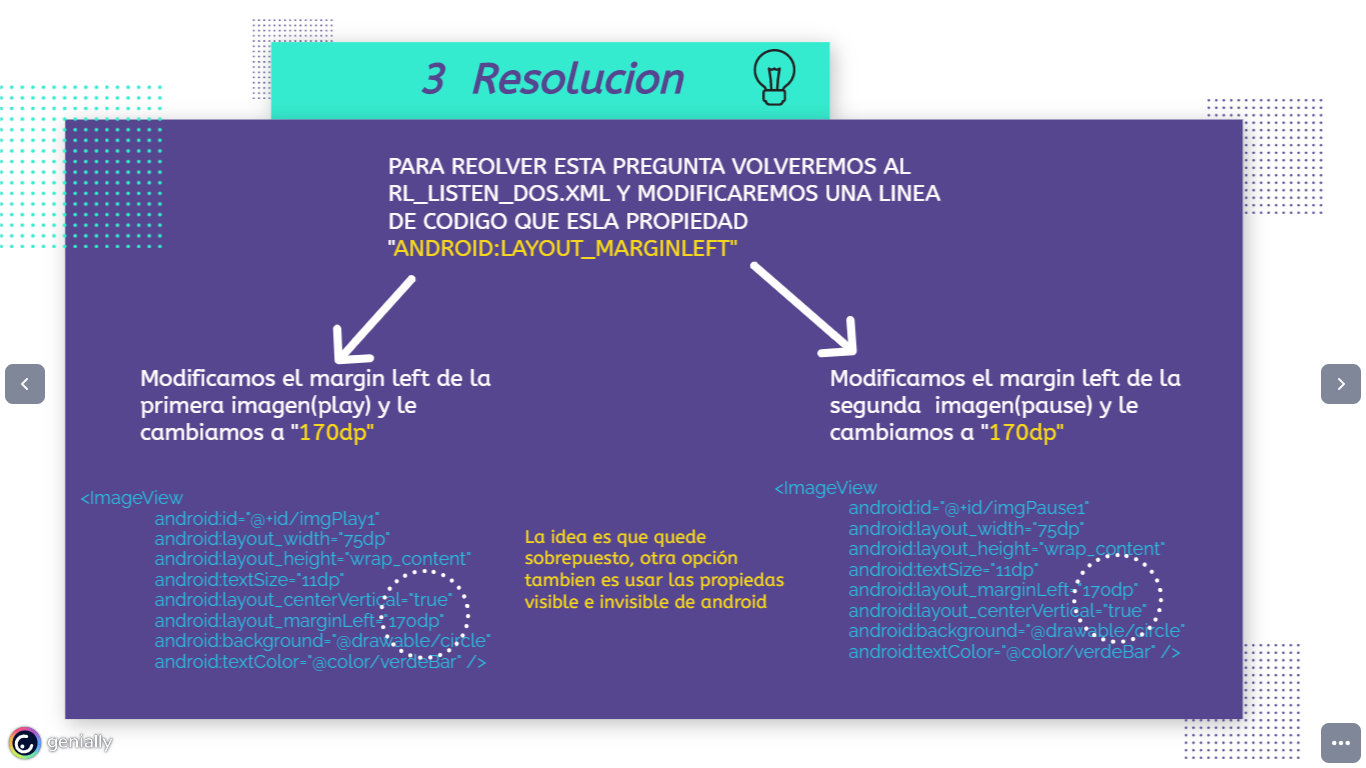 3 Resolucion
PARA REOLVER ESTA PREGUNTA VOLVEREMOS AL
RL_LISTEN_DOS.XML Y MODIFICAREMOS UNA LINEA
DE CODIGO QUE ESLA PROPIEDAD
"ANDROID:LAYOUT_MARGINLEFT"
Modificamos el margin left de la
primera imagen(play) y le
cambiamos a "170dp"
Modificamos el margin left de la
segunda imagen(pause) y le
cambiamos a "170dp"
<ImageView
android:id="@+id/imgPlay1"
android:layout_width="75dp"
android:layout_height="wrap_content"
android:textSize="11dp"
android:layout_centerVertical="true"
android:layout_marginLeft="170dp"
android:background="@drawable/circle"
android:textColor="@color/verdeBar" />
La idea es que quede
sobrepuesto, otra opción
tambien es usar las propiedas
visible e invisible de android
<ImageView
android:id="@+id/imgPause1"
android:layout_width="75dp"
android:layout_height="wrap_content"
android:textSize="11dp"
android:layout_marginLeft="170dp"
android:layout_centerVertical="true"
android:background="@drawable/circle"
android:textColor="@color/verdeBar" />
genially